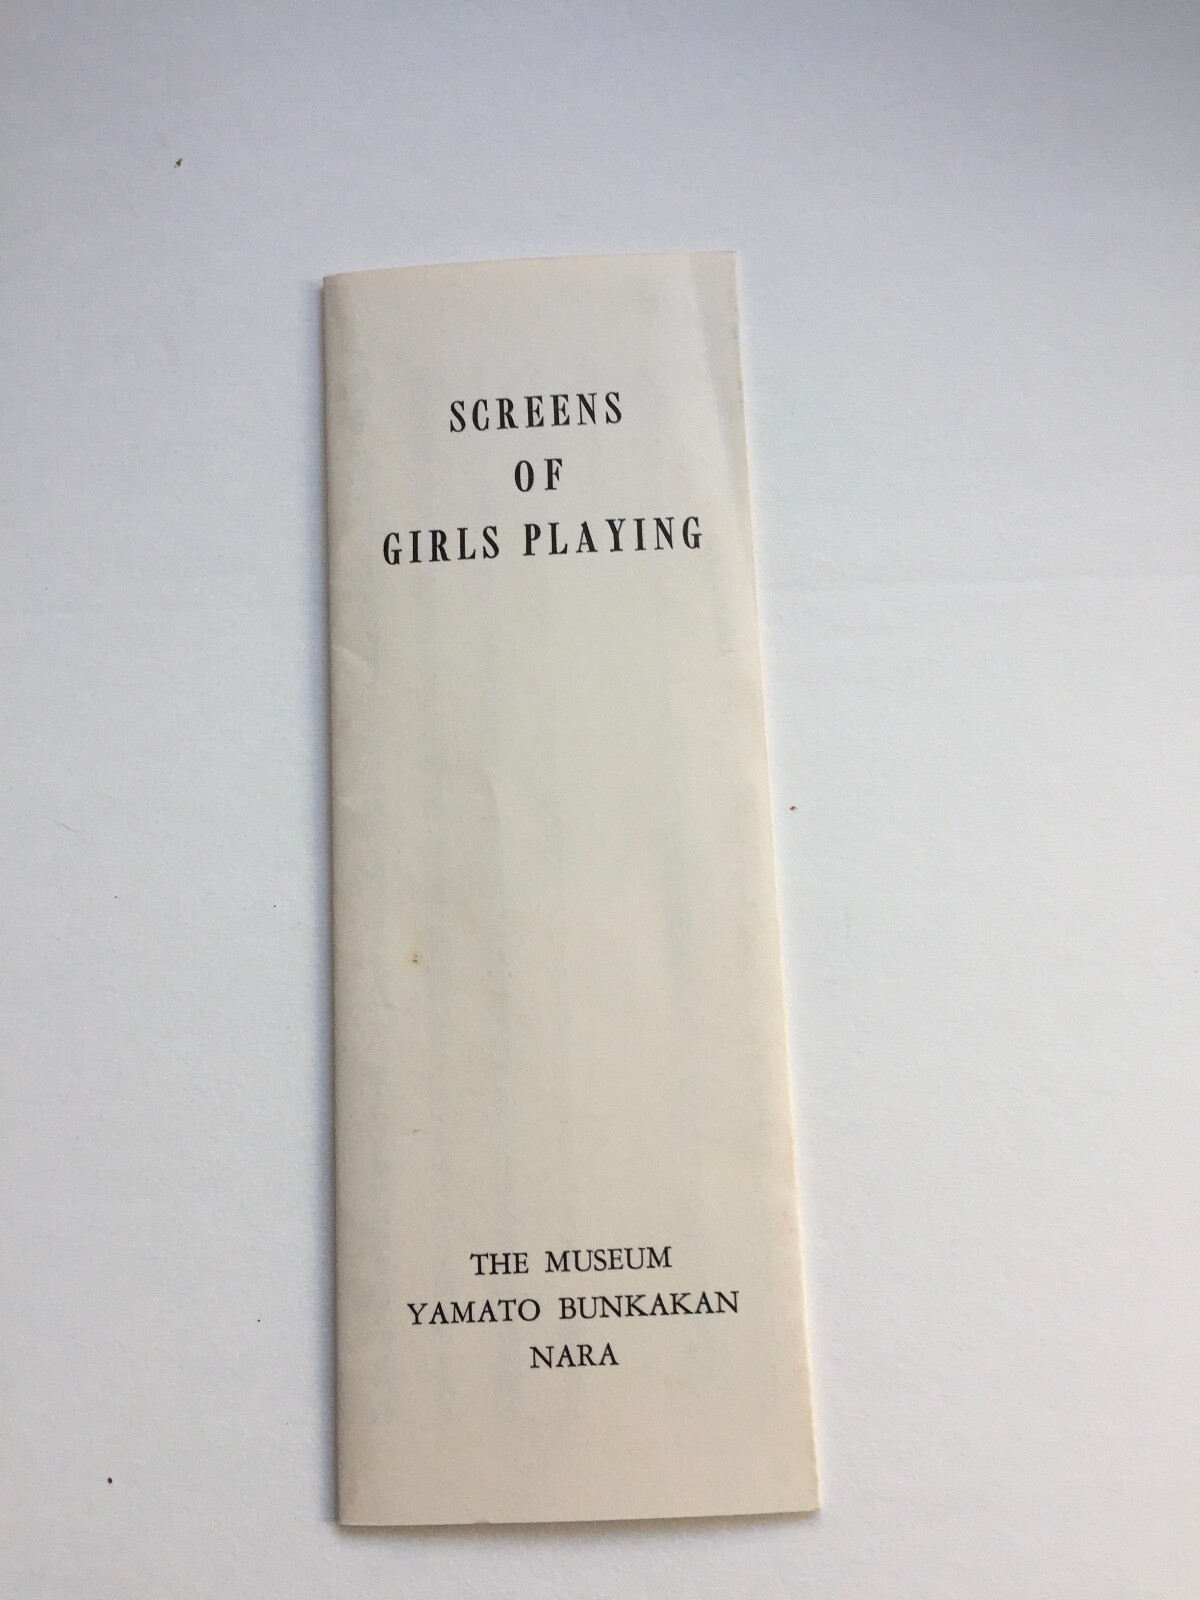 SCREENS
OF
GIRLS PLAYING
THE MUSEUM
YAMATO BUNKAKAN
NARA